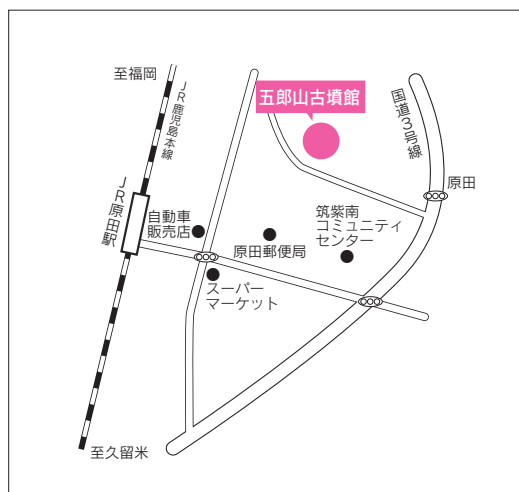 至福岡
JR鹿児島本線
五郎山古墳館
国道3号線
原田
JR原田駅
自動車
販売店
原田郵便局
筑紫南
コミュニティ
センター
スーパー
マーケット
至久留米